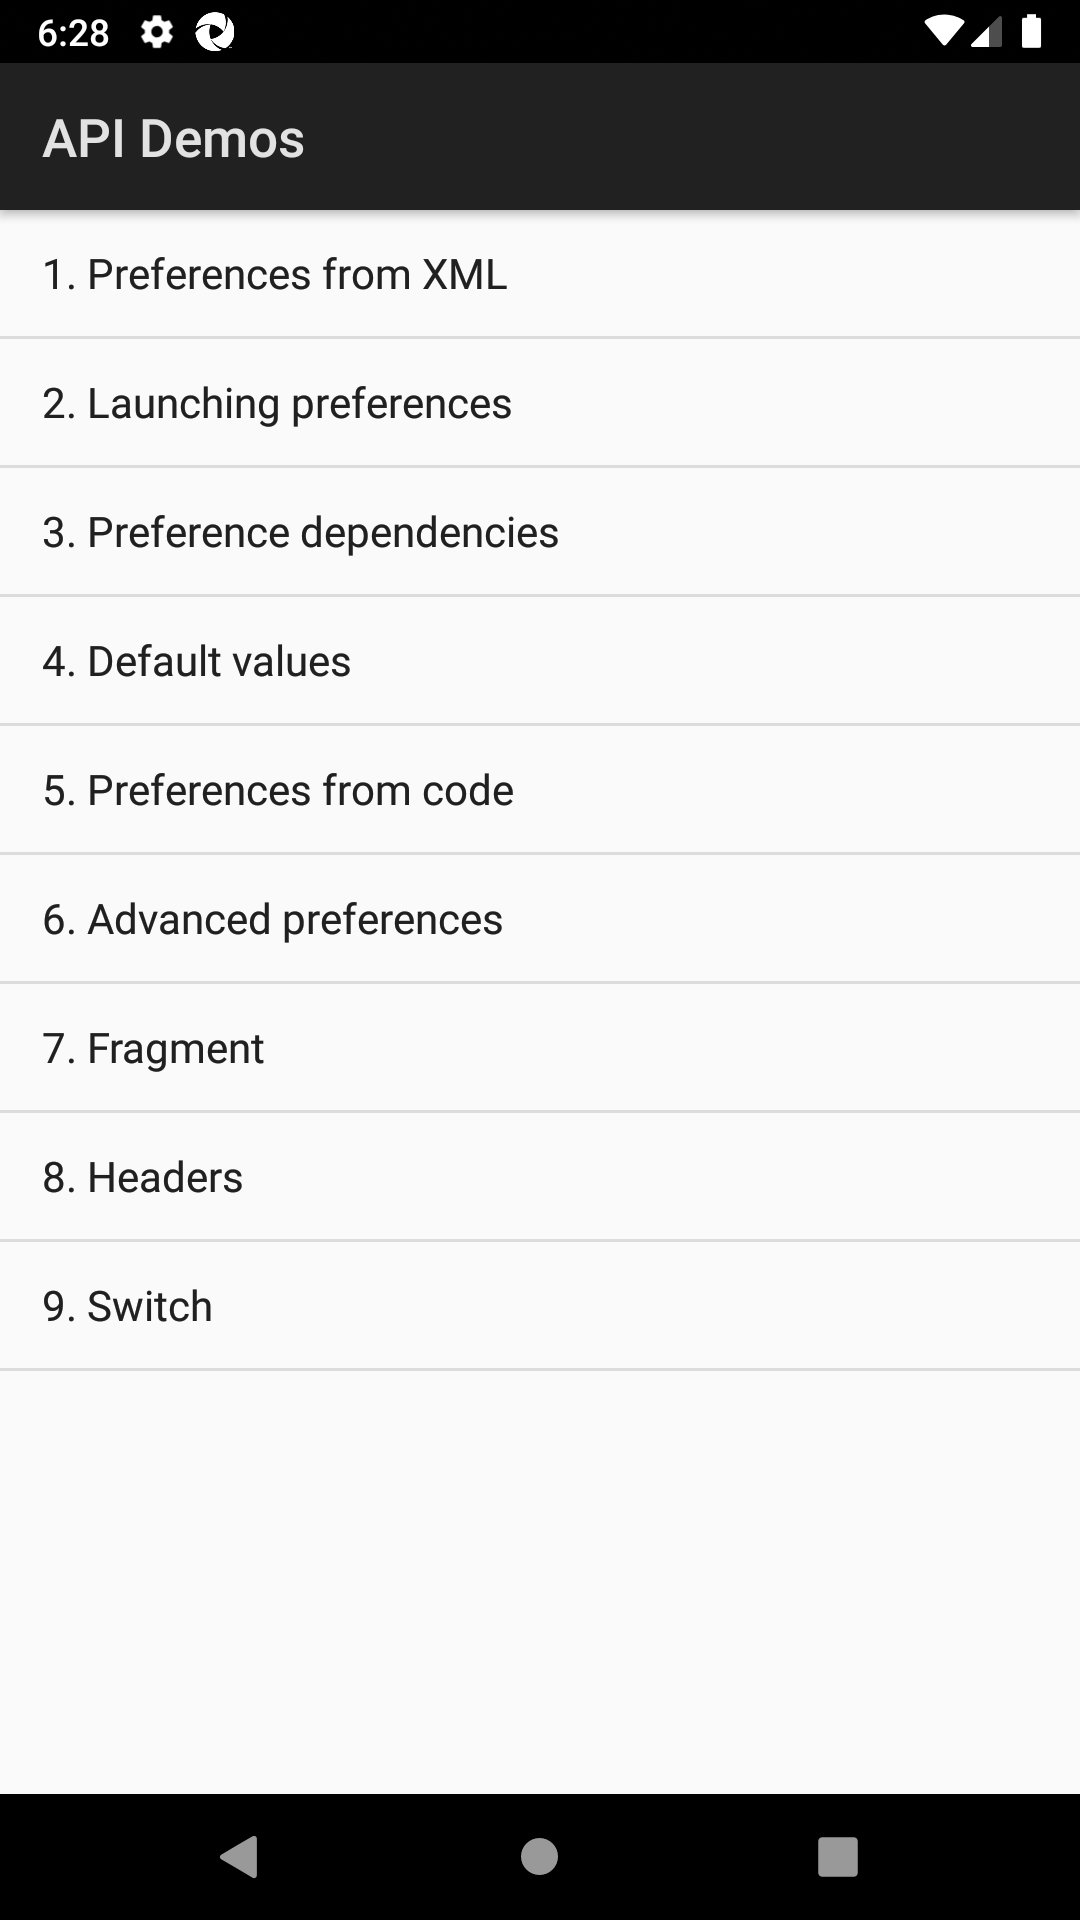 6:28
API Demos
1. Preferences from XML
2. Launching preferences
3. Preference dependencies
4. Default values
5. Preferences from code
6. Advanced preferences
7. Fragment
8. Headers
9. Switch